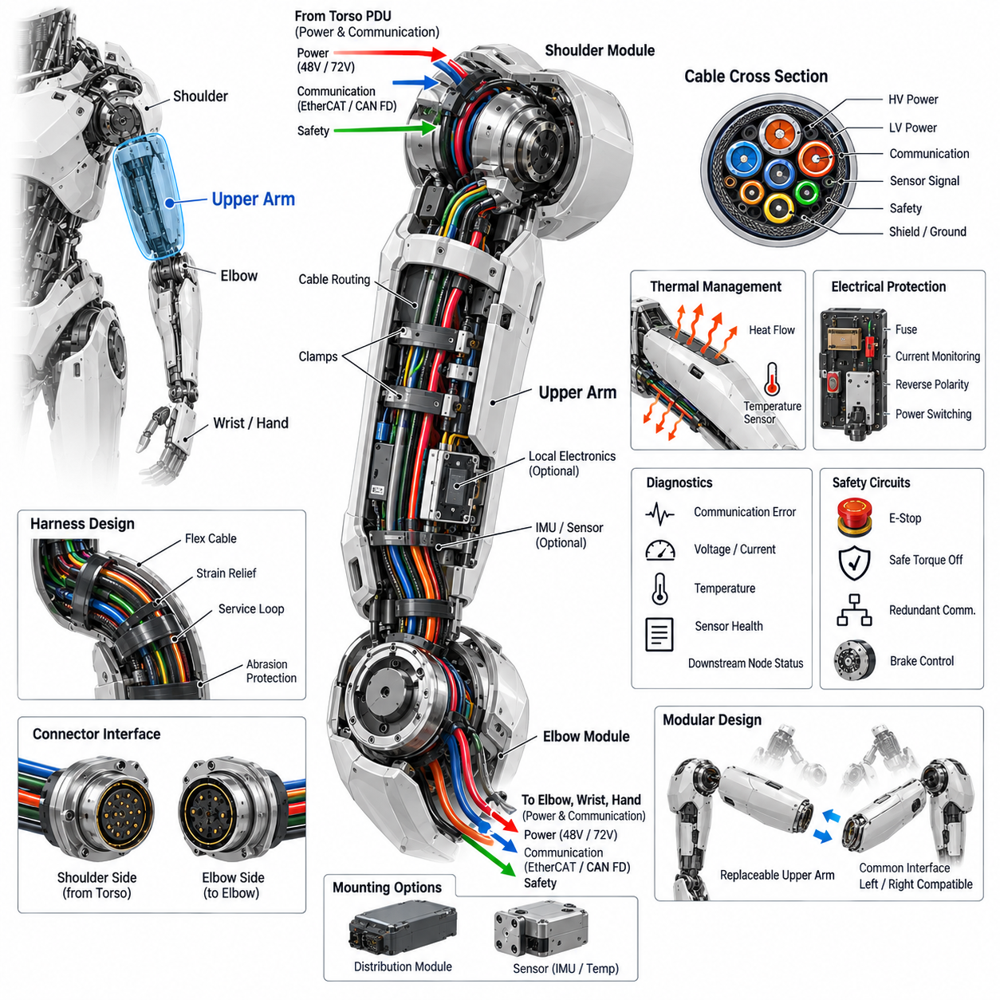 From Torso PDU
(Power & Communication)
Power
(48V / 72V)
Communication
(EtherCAT / CAN FD)
Safety
Shoulder Module
Shoulder
Upper Arm
Elbow
Wrist / Hand
Cable Routing
Clamps
Upper Arm
Local Electronics
(Optional)
IMU / Sensor
(Optional)
Elbow Module
To Elbow, Wrist, Hand
(Power & Communication)
Power (48V / 72V)
Communication
(EtherCAT / CAN FD)
Safety
Cable Cross Section
HV Power
LV Power
Communication
Sensor Signal
Safety
Shield / Ground
Thermal Management
Heat Flow
Temperature
Sensor
Electrical Protection
Fuse
Current Monitoring
Reverse Polarity
Power Switching
Diagnostics
Communication Error
Voltage / Current
Temperature
Sensor Health
Downstream Node Status
Safety Circuits
E-Stop
Safe Torque Off
Redundant Comm.
Brake Control
Harness Design
Flex Cable
Strain Relief
Service Loop
Abrasion
Protection
Connector Interface
Shoulder Side
(from Torso)
Elbow Side
(to Elbow)
Mounting Options
Distribution Module
Sensor (IMU / Temp)
Modular Design
Replaceable Upper Arm
Common Interface
Left / Right Compatible